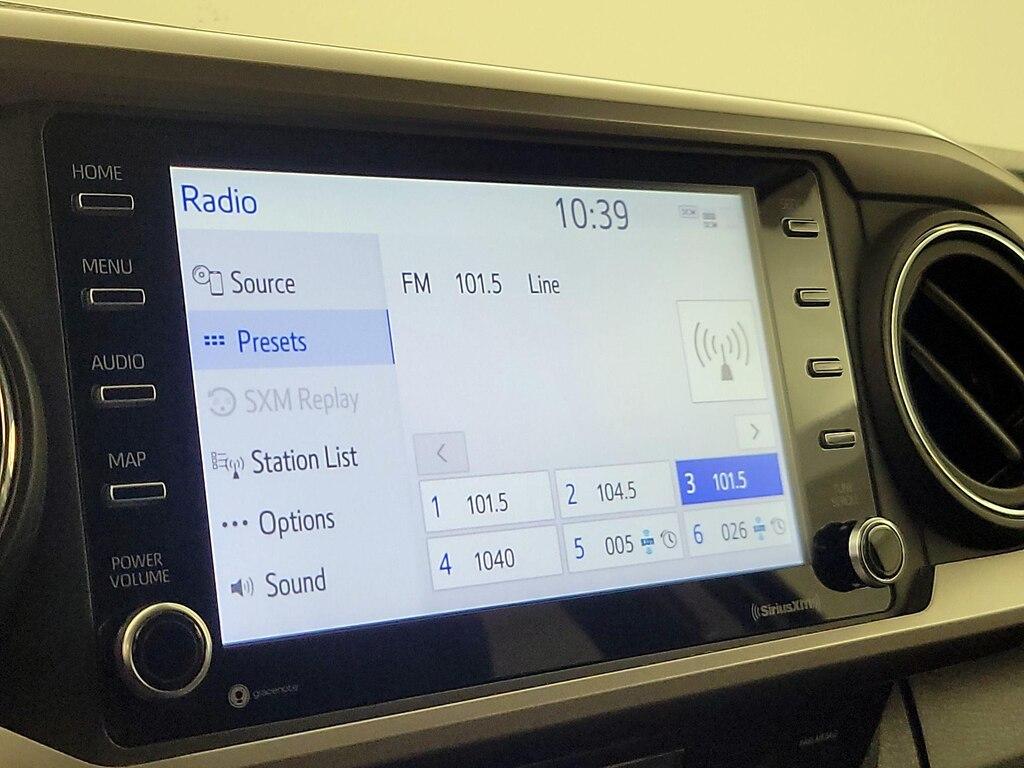 HOME
MENU
AUDIO
MAP
POWER
VOLUME
Radio
10:39
Source
Presets
SXM Replay
Station List
Options
Sound
FM 101.5 Line
1 101.5
2 104.5
3 101.5
4 1040
5 005
6 026
SiriusXM
gracenote